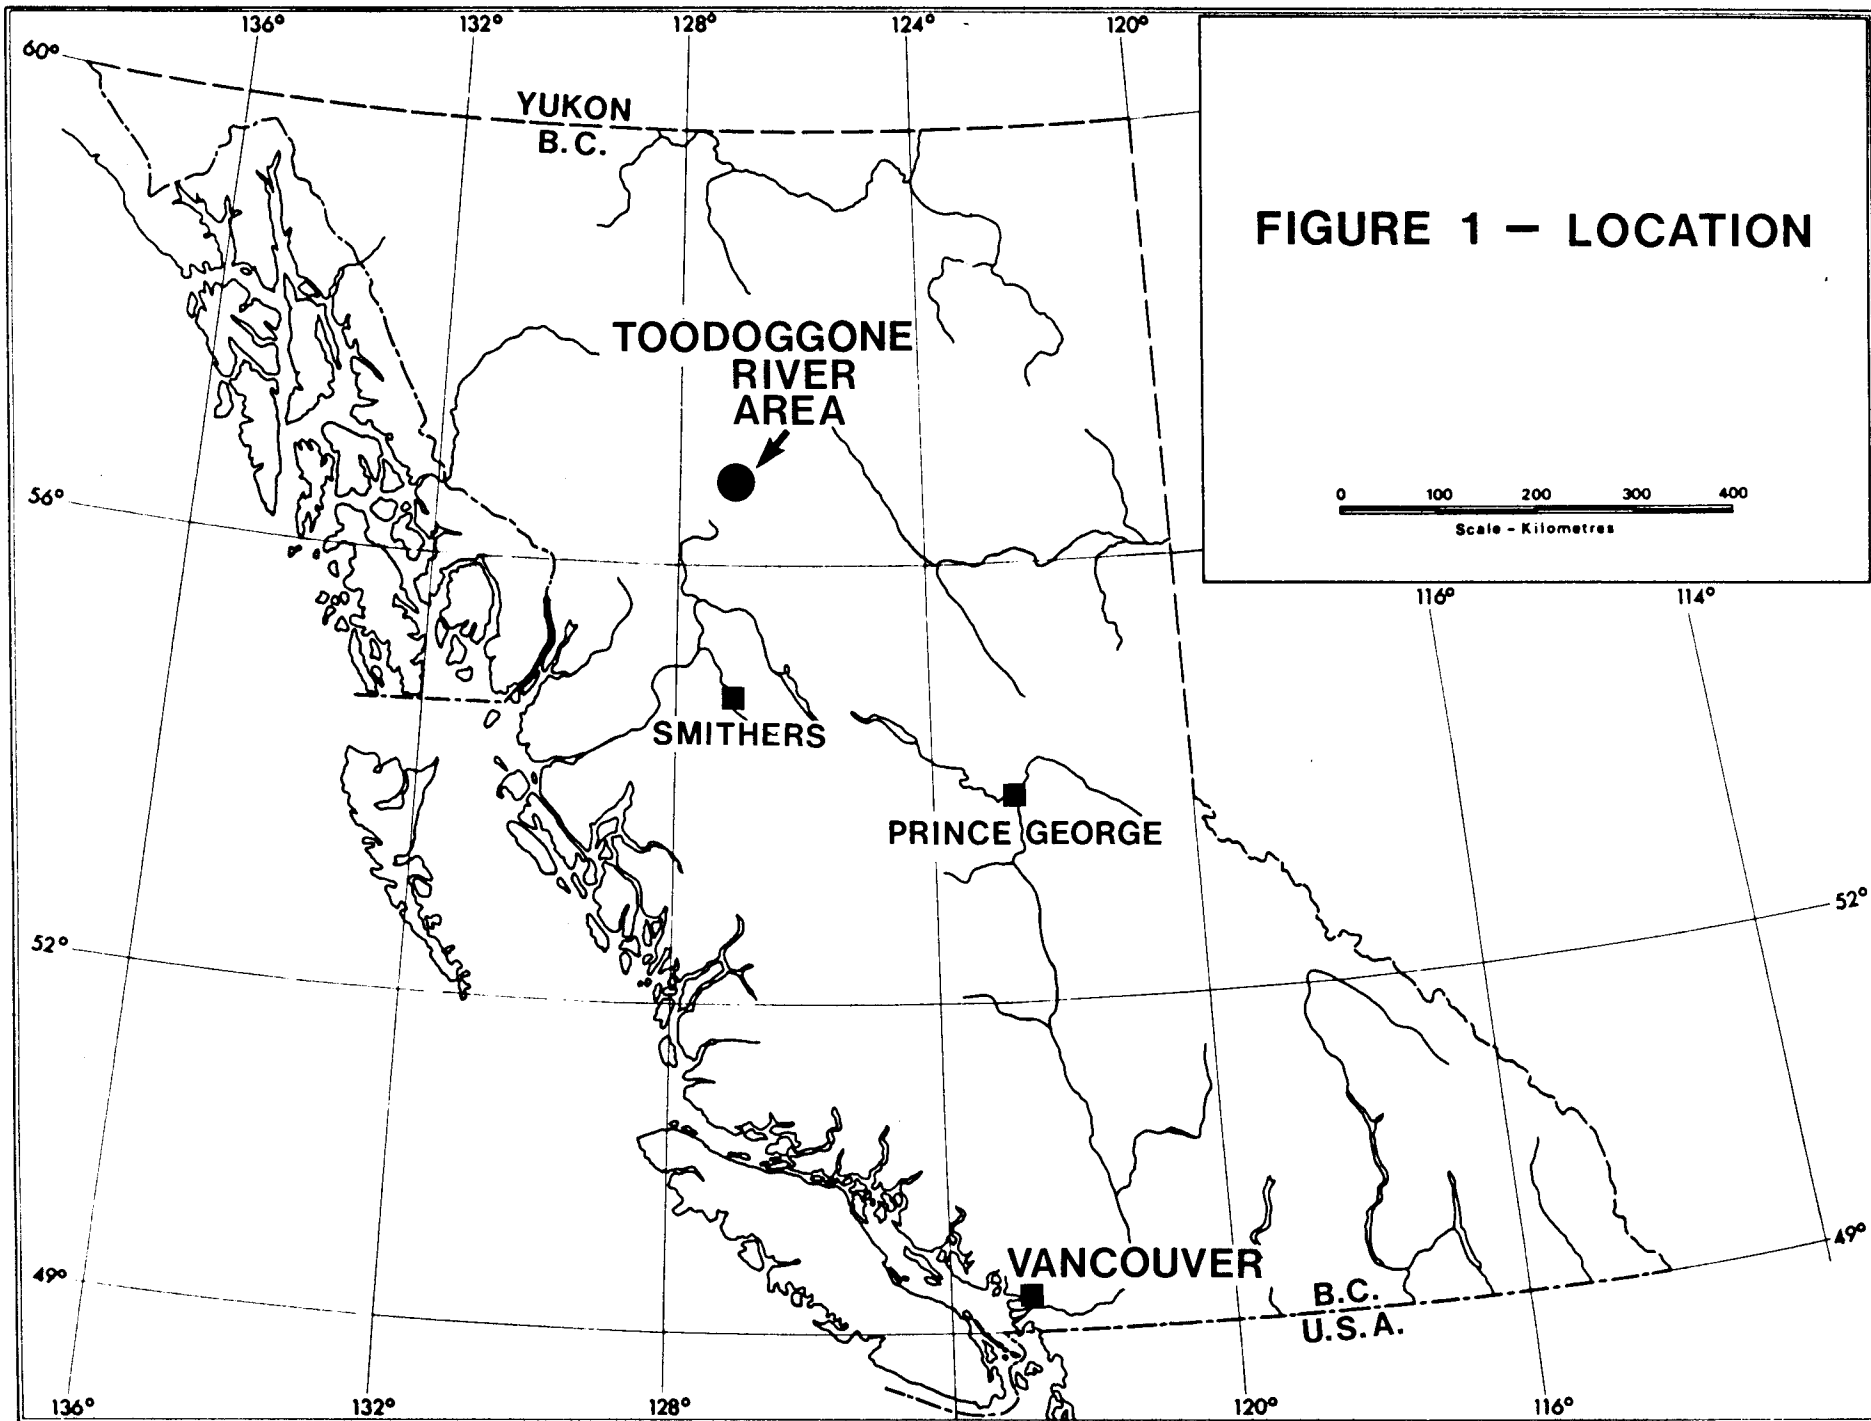 136°
132°
128°
124°
120°
60°
YUKON
B.C.
FIGURE 1 — LOCATION
TOODOGGONE
RIVER
AREA
0 100 200 300 400
Scale - Kilometres
56°
116°
114°
SMITHERS
PRINCE GEORGE
52°
52°
VANCOUVER
49°
49°
B.C.
U.S.A.
136°
132°
128°
120°
116°